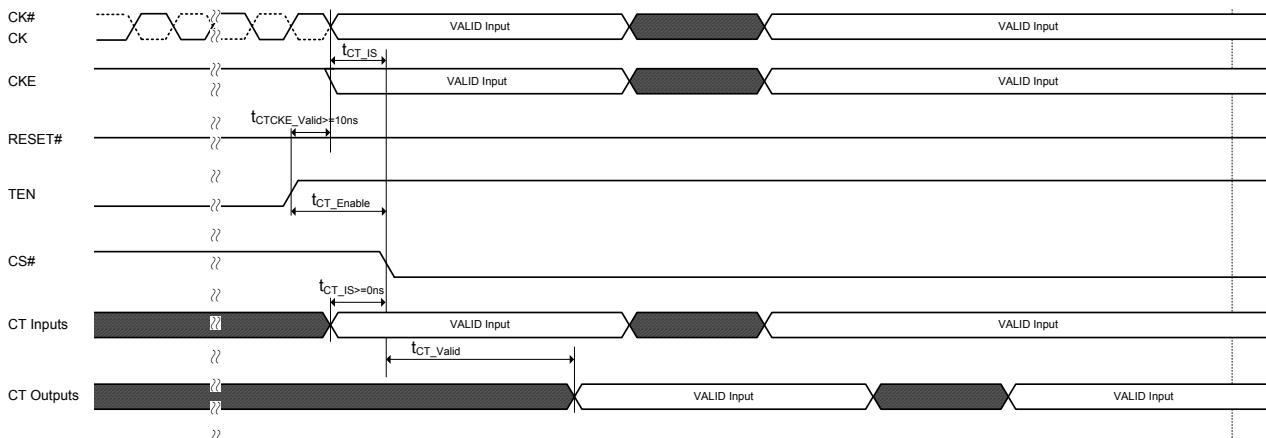 CK#
CK
VALID Input
VALID Input
tCT_IS
CKE
VALID Input
VALID Input
tCTCKE_Valid>=10ns
RESET#
TEN
tCT_Enable
CS#
tCT_IS>=0ns
CT Inputs
VALID Input
VALID Input
tCT_Valid
CT Outputs
VALID Input
VALID Input